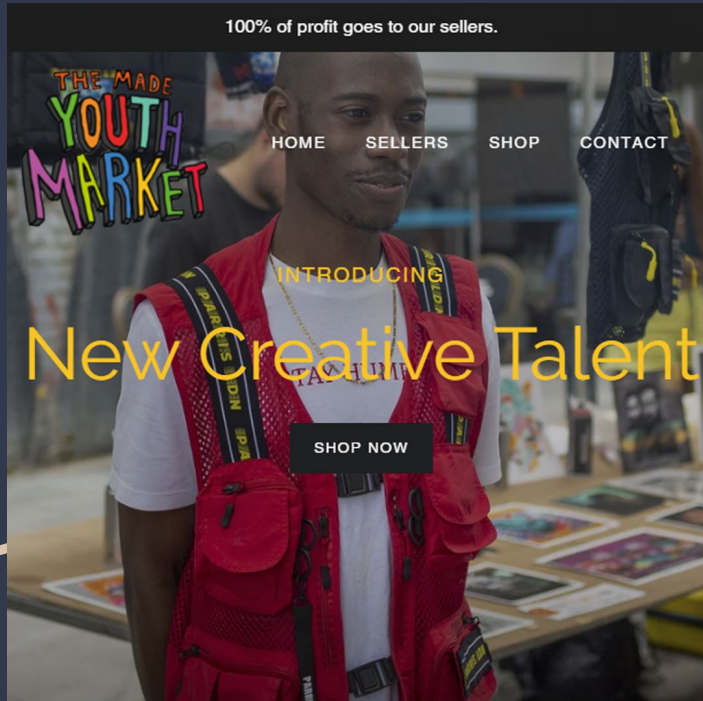 100% of profit goes to our sellers.
THE MADE
YOUTH
MARKET
HOME SELLERS SHOP CONTACT
INTRODUCING
New Creative Talent
SHOP NOW